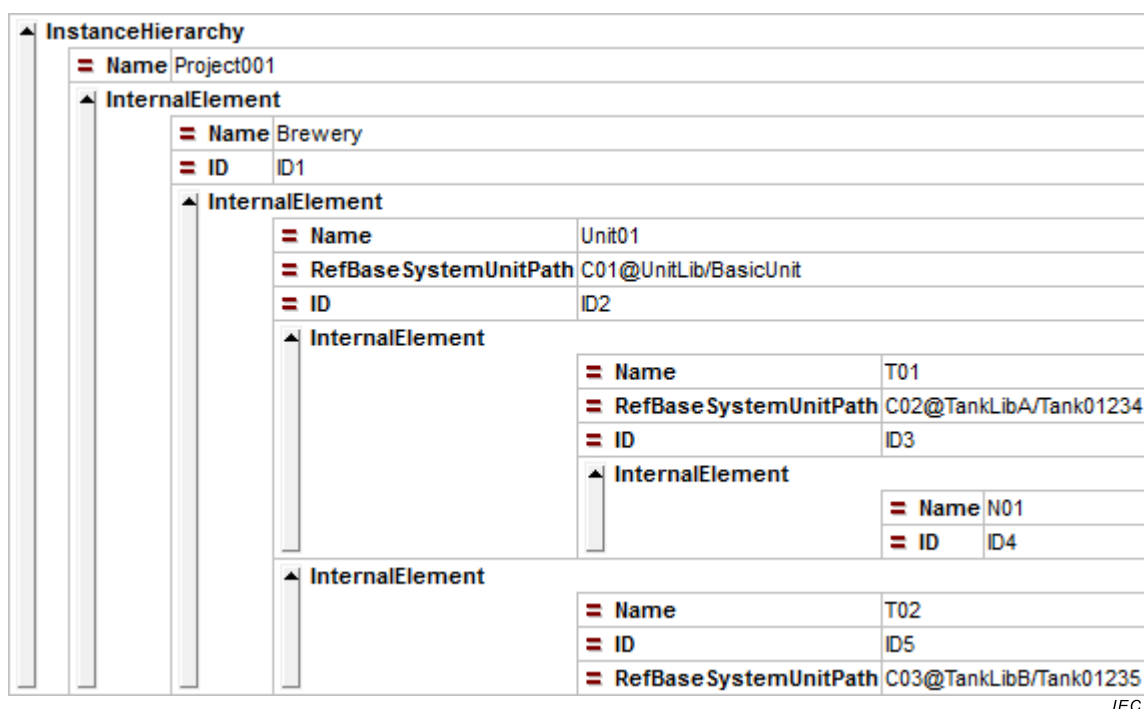 InstanceHierarchy
= Name Project001
InternalElement
= Name Brewery
= ID ID1
InternalElement
= Name Unit01
= RefBaseSystemUnitPath C01@UnitLib/BasicUnit
= ID ID2
InternalElement
= Name T01
= RefBaseSystemUnitPath C02@TankLibA/Tank01234
= ID ID3
InternalElement
= Name N01
= ID ID4
InternalElement
= Name T02
= ID ID5
= RefBaseSystemUnitPath C03@TankLibB/Tank01235
IEC